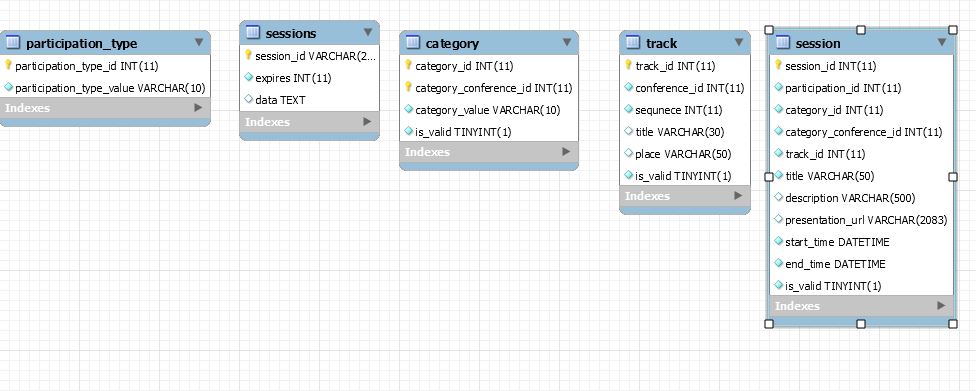 participation_type
participation_type_id INT(11)
participation_type_value VARCHAR(10)
Indexes
sessions
session_id VARCHAR(2...
expires INT(11)
data TEXT
Indexes
category
category_id INT(11)
category_conference_id INT(11)
category_value VARCHAR(10)
is_valid TINYINT(1)
Indexes
track
track_id INT(11)
conference_id INT(11)
sequnece INT(11)
title VARCHAR(30)
place VARCHAR(50)
is_valid TINYINT(1)
Indexes
session
session_id INT(11)
participation_id INT(11)
category_id INT(11)
category_conference_id INT(11)
track_id INT(11)
title VARCHAR(50)
description VARCHAR(500)
presentation_url VARCHAR(2083)
start_time DATETIME
end_time DATETIME
is_valid TINYINT(1)
Indexes